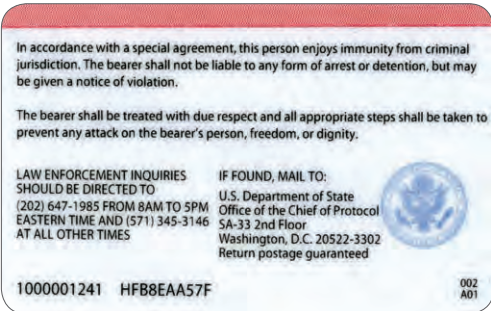 In accordance with a special agreement, this person enjoys immunity from criminal
jurisdiction. The bearer shall not be liable to any form of arrest or detention, but may
be given a notice of violation.
The bearer shall be treated with due respect and all appropriate steps shall be taken to
prevent any attack on the bearer's person, freedom, or dignity.
LAW ENFORCEMENT INQUIRIES
SHOULD BE DIRECTED TO
(202) 647-1985 FROM 8AM TO 5PM
EASTERN TIME AND (571) 345-3146
AT ALL OTHER TIMES
IF FOUND, MAIL TO:
U.S. Department of State
Office of the Chief of Protocol
SA-33 2nd Floor
Washington, D.C. 20522-3302
Return postage guaranteed
1000001241 HFB8EAA57F
002
A01